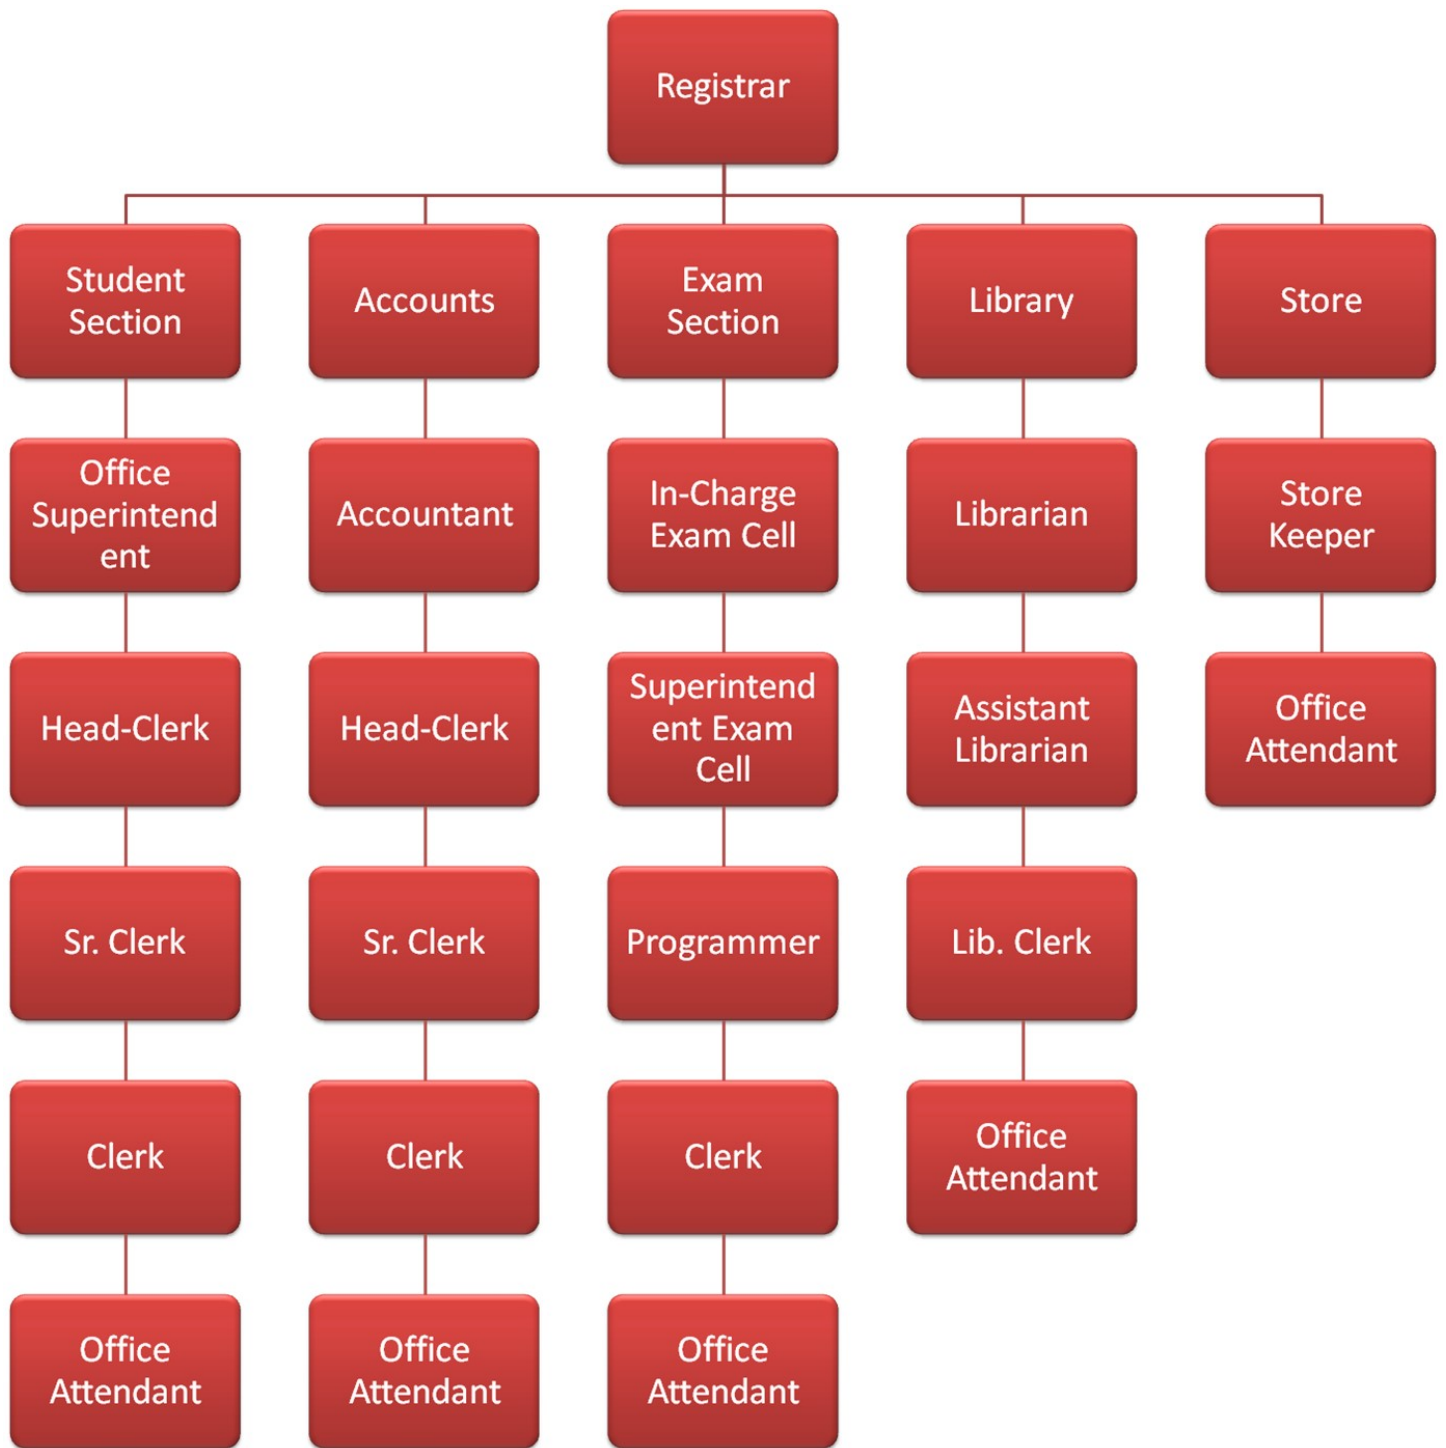 Registrar
Student
Section
Accounts
Exam
Section
Library
Store
Office
Superintend
ent
Accountant
In-Charge
Exam Cell
Librarian
Store
Keeper
Head-Clerk
Head-Clerk
Superintend
ent Exam
Cell
Assistant
Librarian
Office
Attendant
Sr. Clerk
Sr. Clerk
Programmer
Lib. Clerk
Clerk
Clerk
Clerk
Office
Attendant
Office
Attendant
Office
Attendant
Office
Attendant